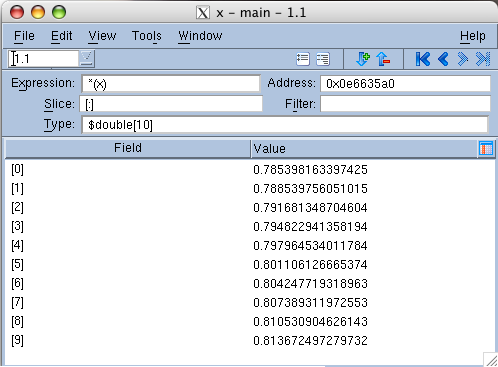 X x - main - 1.1
File Edit View Tools Window Help
1.1
Expression: *(x) Address: 0x0e6635a0
Slice: [:] Filter:
Type: $double[10]
Field Value
[0] 0.785398163397425
[1] 0.788539756051015
[2] 0.791681348704604
[3] 0.794822941358194
[4] 0.797964534011784
[5] 0.801106126665374
[6] 0.804247719318963
[7] 0.807389311972553
[8] 0.810530904626143
[9] 0.813672497279732